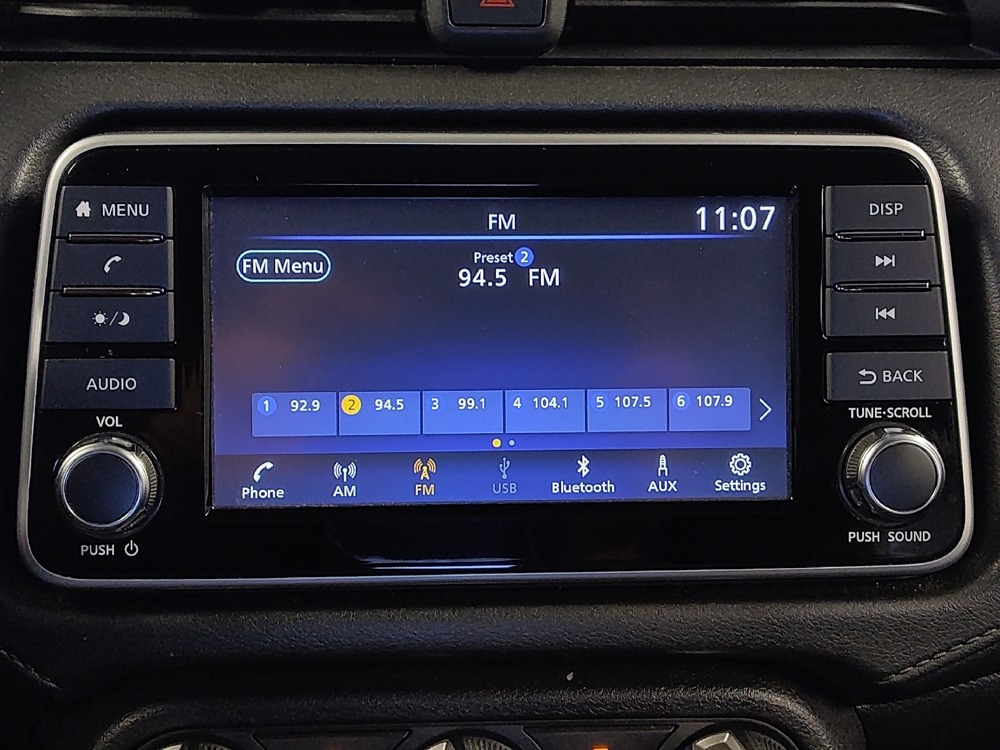 MENU
AUDIO
VOL
PUSH
FM
11:07
FM Menu
Preset 2
94.5 FM
1 92.9
2 94.5
3 99.1
4 104.1
5 107.5
6 107.9
Phone
AM
FM
USB
Bluetooth
AUX
Settings
DISP
BACK
TUNE•SCROLL
PUSH SOUND